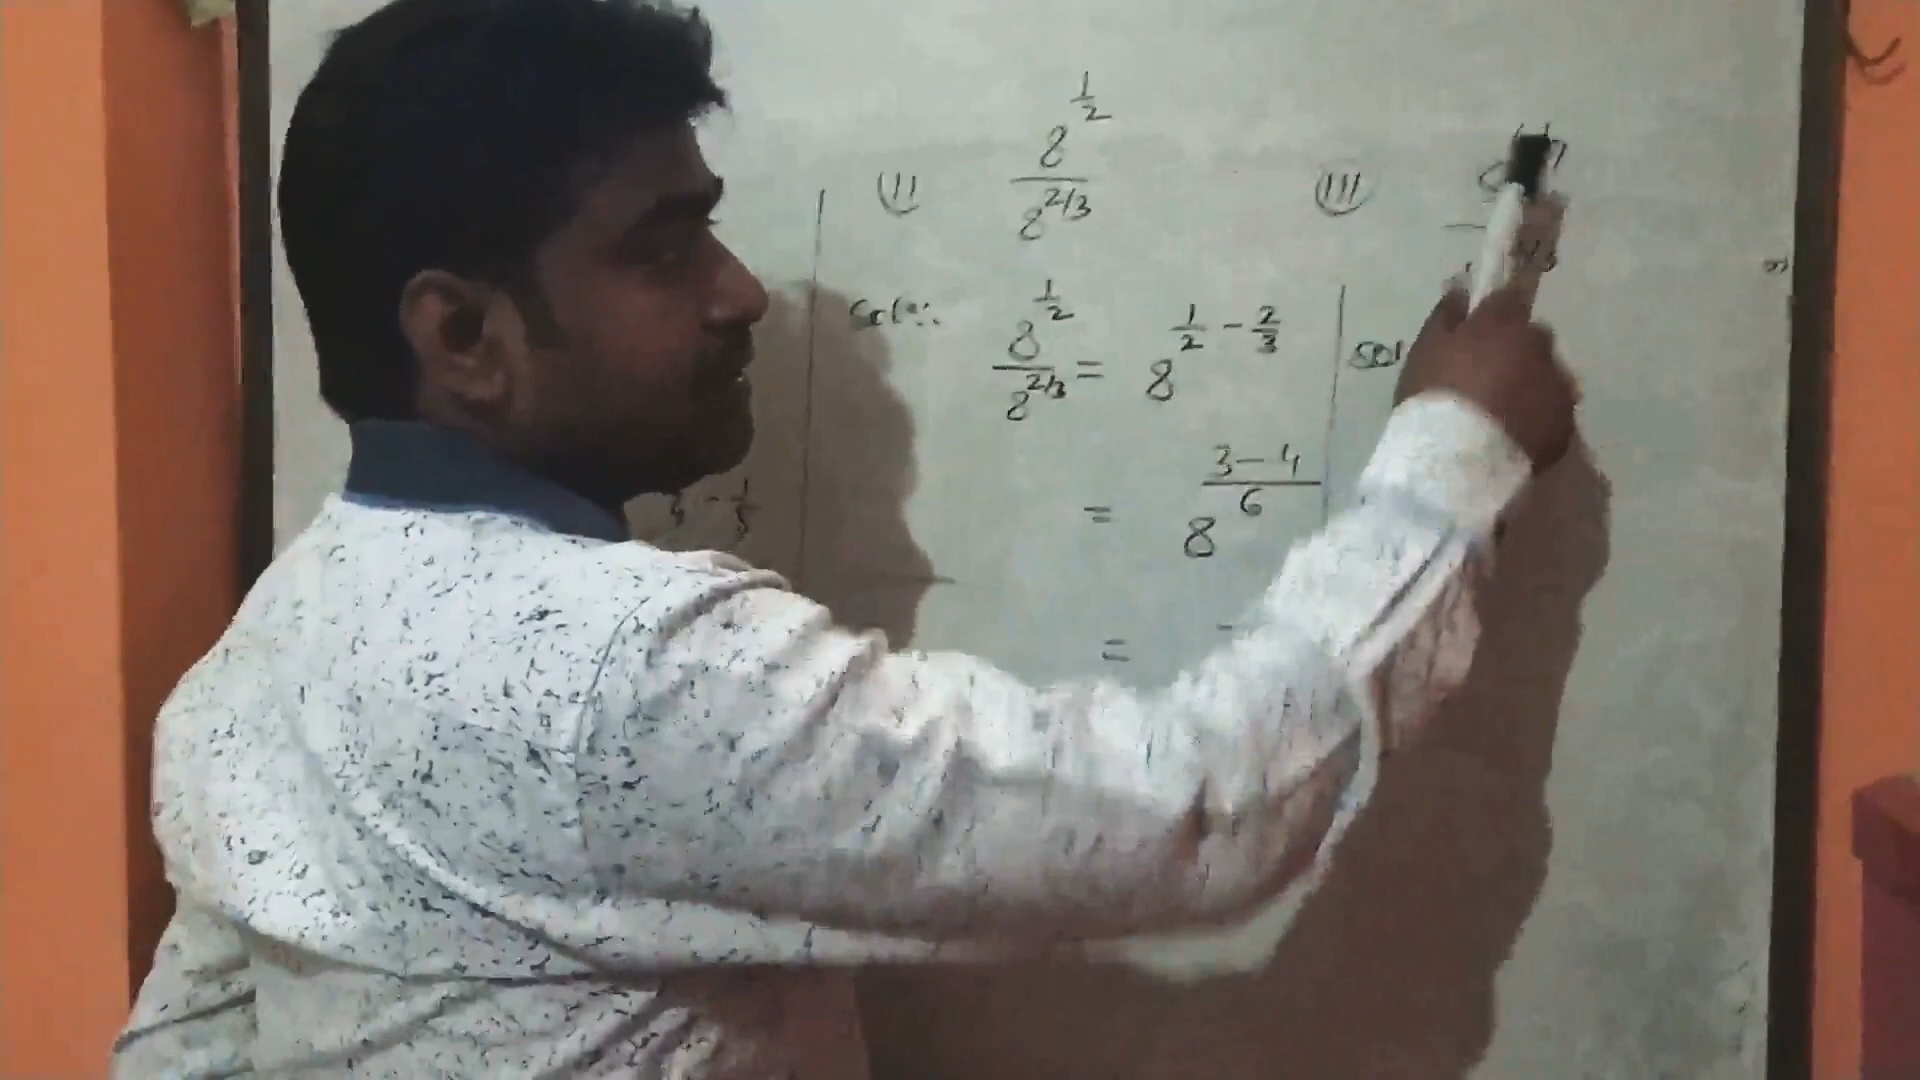 (ii) 8^{1/2} / 8^{2/3}
(iii)
Soln:. 8^{1/2} / 8^{2/3} = 8^{1/2 - 2/3}
= 8^{(3-4)/6}
=
Sol